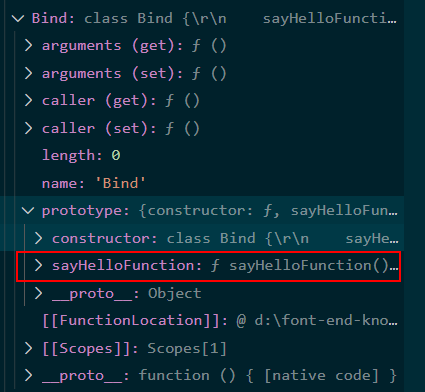 Bind: class Bind {\r\n    sayHelloFuncti…
arguments (get): ƒ ()
arguments (set): ƒ ()
caller (get): ƒ ()
caller (set): ƒ ()
length: 0
name: 'Bind'
prototype: {constructor: ƒ, sayHelloFun…
constructor: class Bind {\r\n    sayHe…
sayHelloFunction: ƒ sayHelloFunction()…
__proto__: Object
[[FunctionLocation]]: @ d:\font-end-kno…
[[Scopes]]: Scopes[1]
__proto__: function () { [native code] }